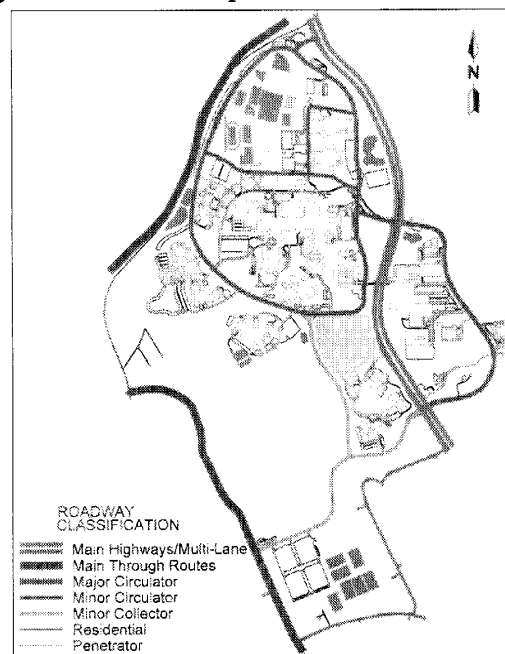 N
ROADWAY
CLASSIFICATION
Main Highways/Multi-Lane
Main Through Routes
Major Circulator
Minor Circulator
Minor Collector
Residential
Penetrator